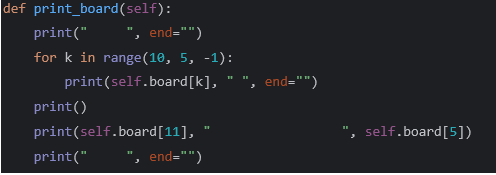 def print_board(self):
    print("     ", end="")
    for k in range(10, 5, -1):
        print(self.board[k], " ", end="")
    print()
    print(self.board[11], "                 ", self.board[5])
    print("     ", end="")